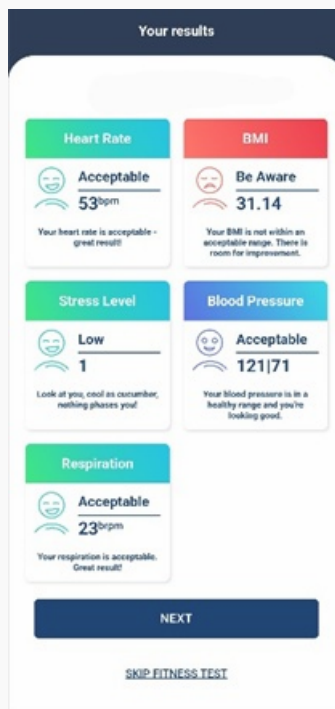 Your results
Heart Rate
Acceptable
53bpm
Your heart rate is acceptable -
great result!
BMI
Be Aware
31.14
Your BMI is not within an
acceptable range. There is
room for improvement.
Stress Level
Low
1
Look at you, cool as cucumber,
nothing phases you!
Blood Pressure
Acceptable
121|71
Your blood pressure is in a
healthy range and you're
looking good.
Respiration
Acceptable
23brpm
Your respiration is acceptable.
Great result!
NEXT
SKIP FITNESS TEST